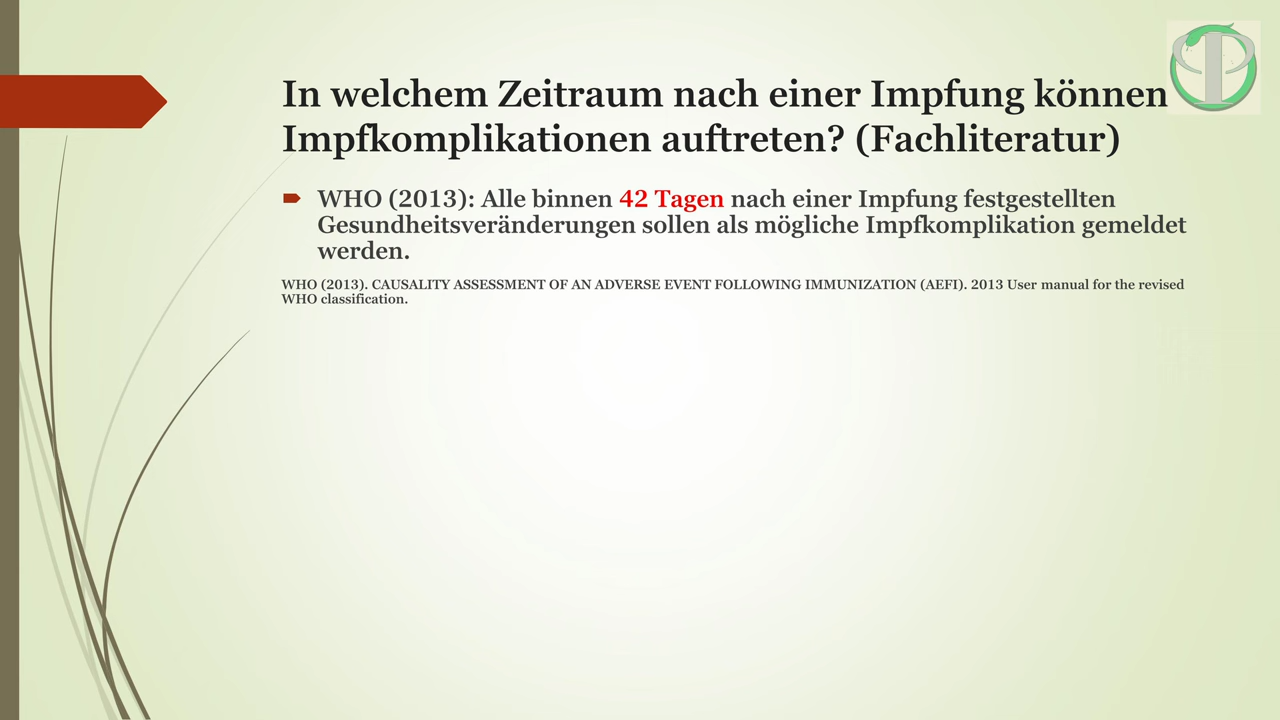 In welchem Zeitraum nach einer Impfung können
Impfkomplikationen auftreten? (Fachliteratur)
WHO (2013): Alle binnen 42 Tagen nach einer Impfung festgestellten
Gesundheitsveränderungen sollen als mögliche Impfkomplikation gemeldet
werden.
WHO (2013). CAUSALITY ASSESSMENT OF AN ADVERSE EVENT FOLLOWING IMMUNIZATION (AEFI). 2013 User manual for the revised
WHO classification.